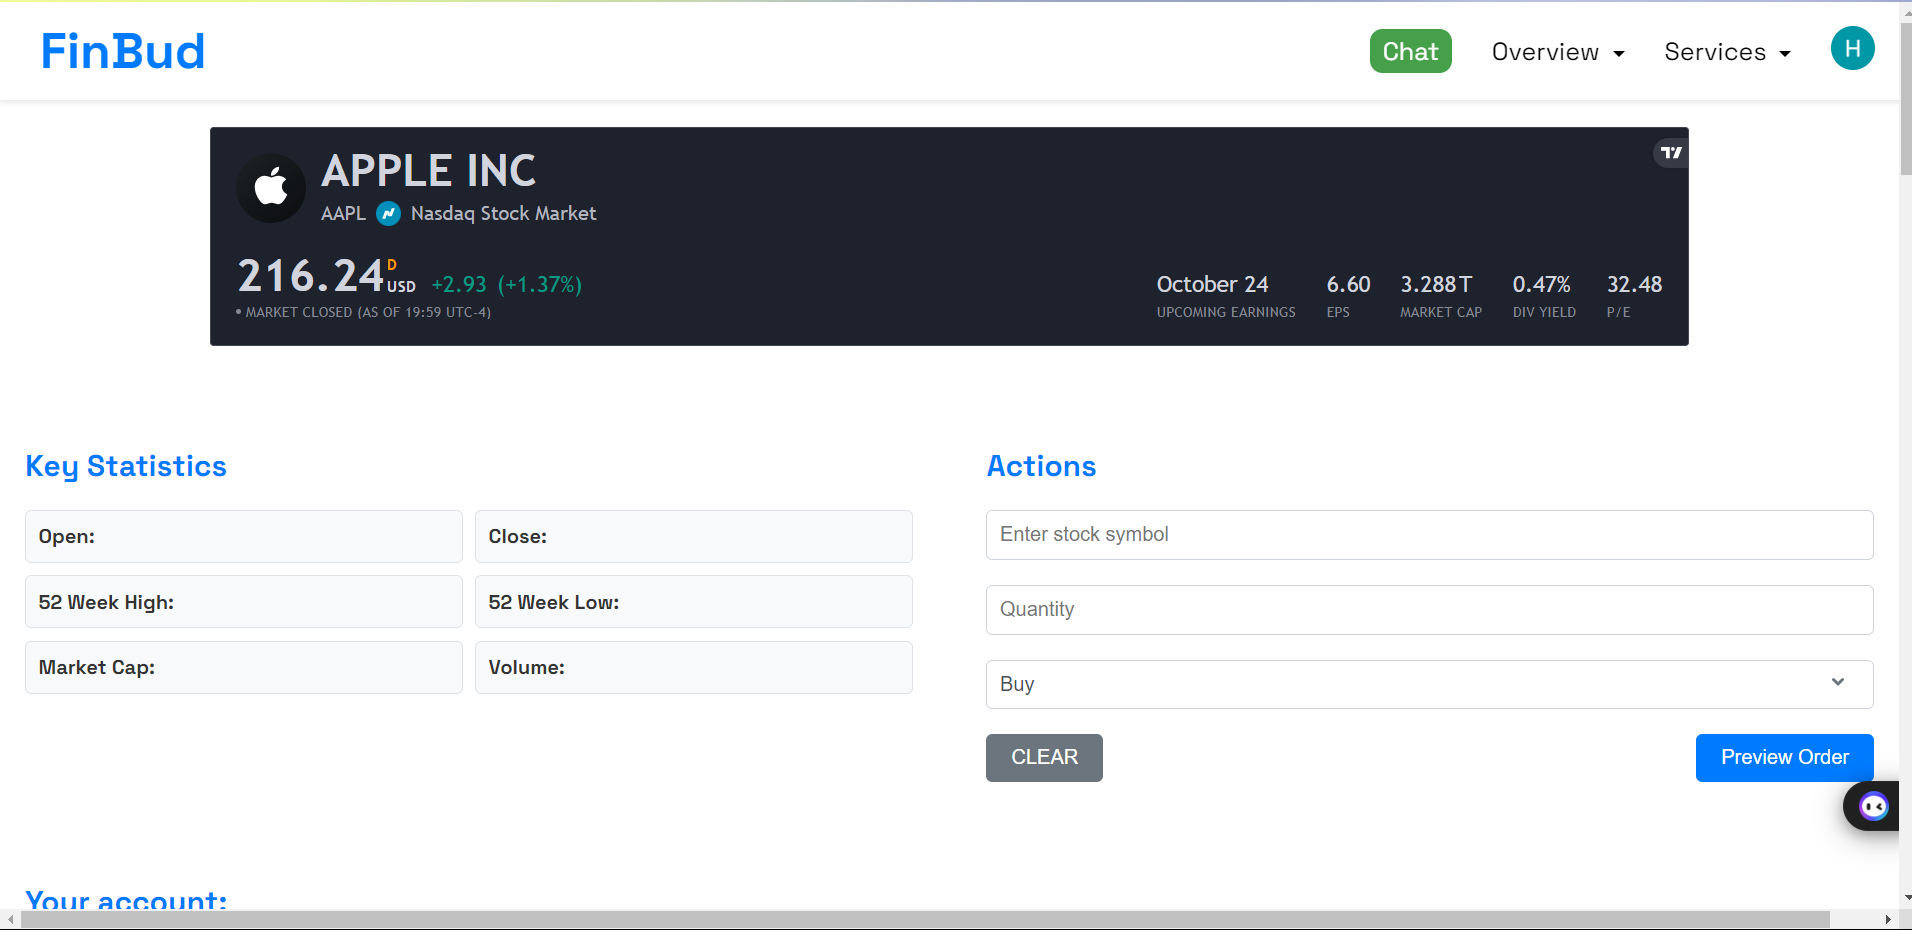 FinBud
Chat
Overview
Services
H
APPLE INC
AAPL Nasdaq Stock Market
216.24 D USD +2.93 (+1.37%)
• MARKET CLOSED (AS OF 19:59 UTC-4)
October 24
UPCOMING EARNINGS
6.60
EPS
3.288 T
MARKET CAP
0.47%
DIV YIELD
32.48
P/E
Key Statistics
Open:
Close:
52 Week High:
52 Week Low:
Market Cap:
Volume:
Actions
Enter stock symbol
Quantity
Buy
CLEAR
Preview Order
Your account: